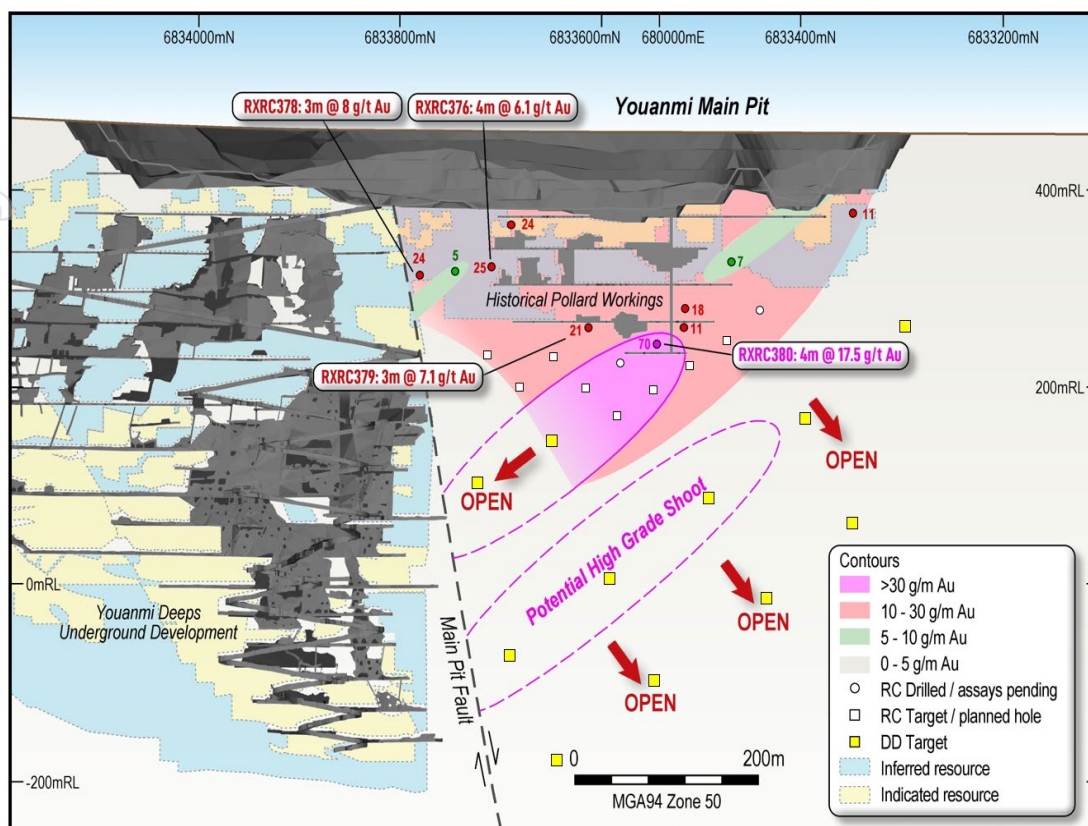 6834000mN
6833800mN
6833600mN
680000mE
6833400mN
6833200mN
RXRC378: 3m @ 8 g/t Au
RXRC376: 4m @ 6.1 g/t Au
Youanmi Main Pit
400mRL
24
11
24
5
25
7
Historical Pollard Workings
18
21
11
70
RXRC380: 4m @ 17.5 g/t Au
RXRC379: 3m @ 7.1 g/t Au
200mRL
OPEN
OPEN
Potential High Grade Shoot
0mRL
Youanmi Deeps
Underground Development
Main Pit Fault
OPEN
OPEN
-200mRL
0
200m
MGA94 Zone 50
Contours
>30 g/m Au
10 - 30 g/m Au
5 - 10 g/m Au
0 - 5 g/m Au
RC Drilled / assays pending
RC Target / planned hole
DD Target
Inferred resource
Indicated resource